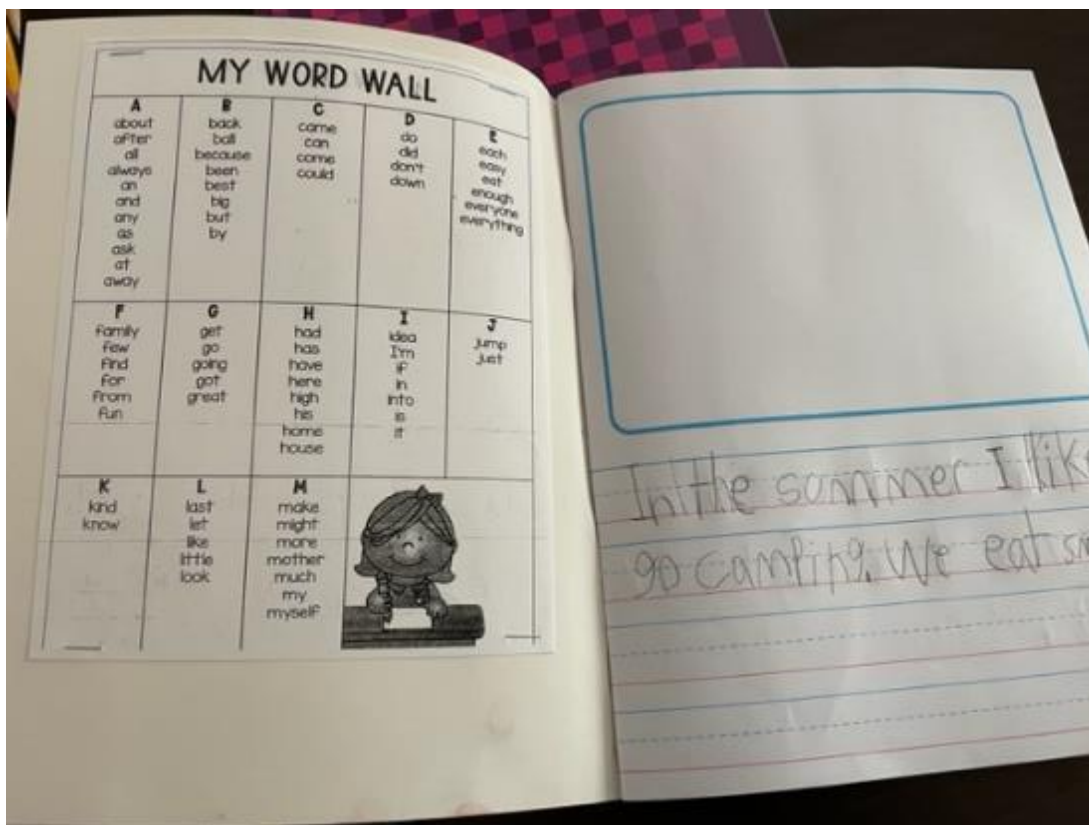 MY WORD WALL
A
about
after
all
always
an
and
any
as
ask
at
away
B
back
ball
because
been
best
big
but
by
C
came
can
come
could
D
do
did
don't
down
E
each
easy
eat
enough
everyone
everything
F
family
few
find
for
from
fun
G
get
go
going
got
great
H
had
has
have
here
high
his
home
house
I
idea
I'm
if
in
into
is
it
J
jump
just
K
kind
know
L
last
let
like
little
look
M
make
might
more
mother
much
my
myself
In the summer I lik
go camping. We eat